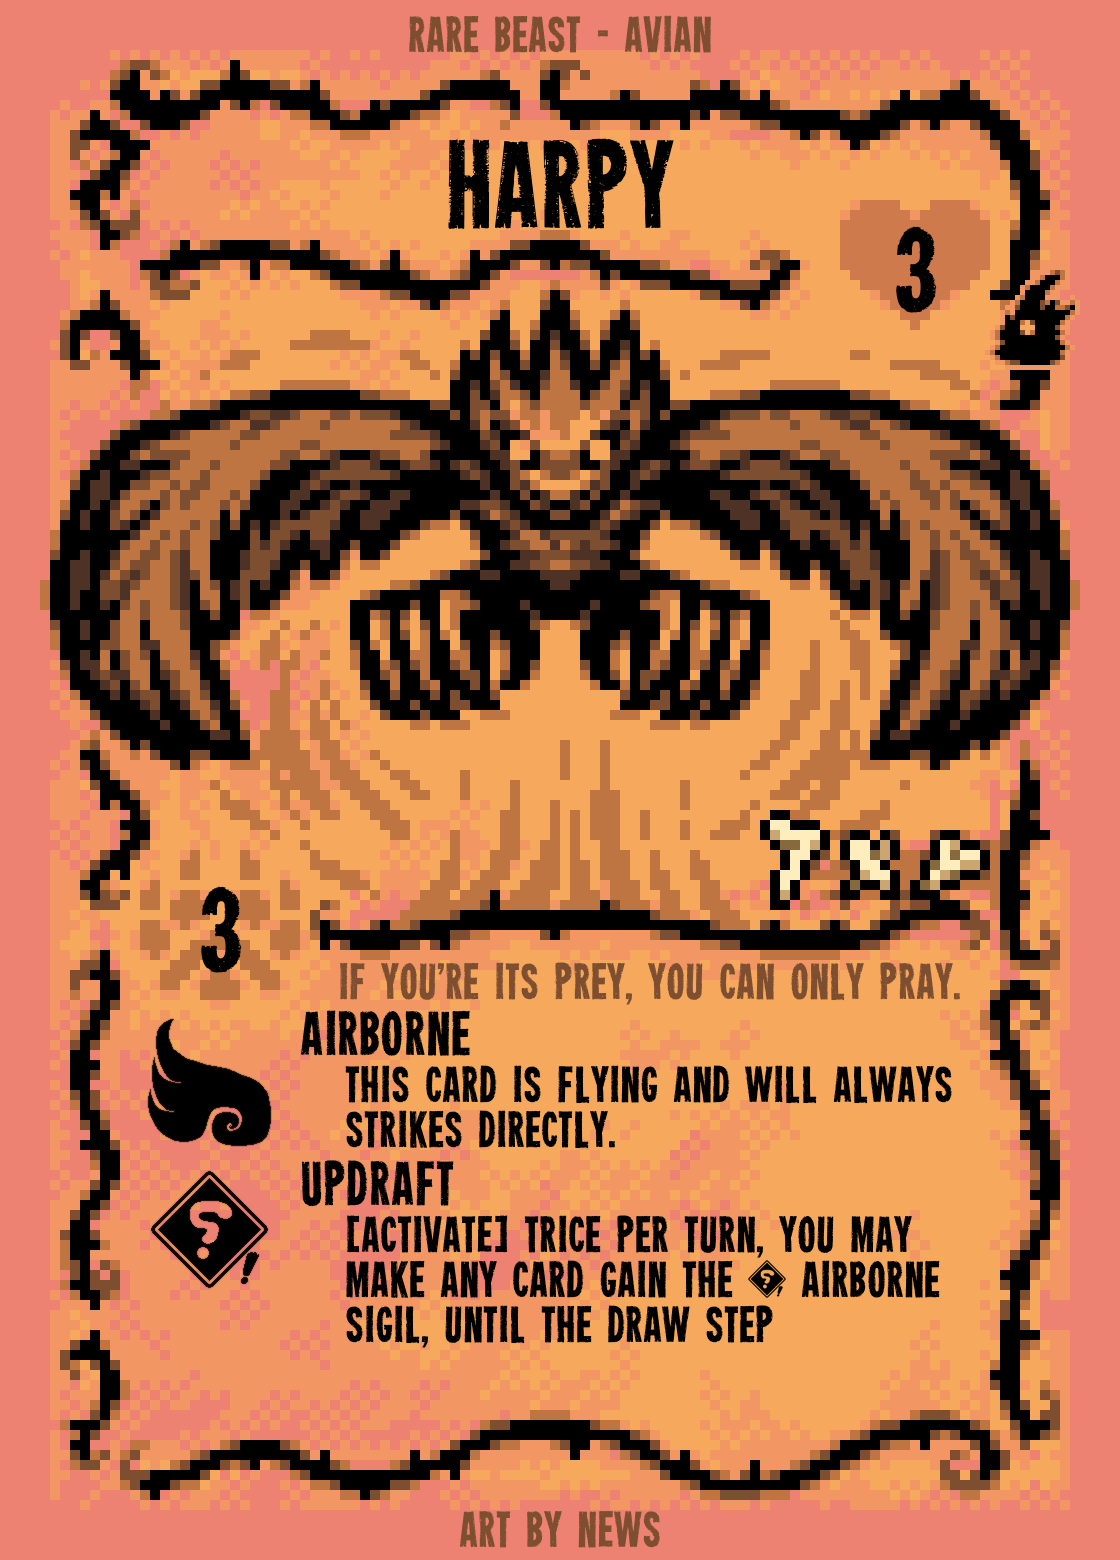 RARE BEAST - AVIAN
HARPY
3
7
3
IF YOU'RE ITS PREY, YOU CAN ONLY PRAY.
AIRBORNE
THIS CARD IS FLYING AND WILL ALWAYS
STRIKES DIRECTLY.
UPDRAFT
[ACTIVATE] TRICE PER TURN, YOU MAY
MAKE ANY CARD GAIN THE AIRBORNE
SIGIL, UNTIL THE DRAW STEP
ART BY NEWS